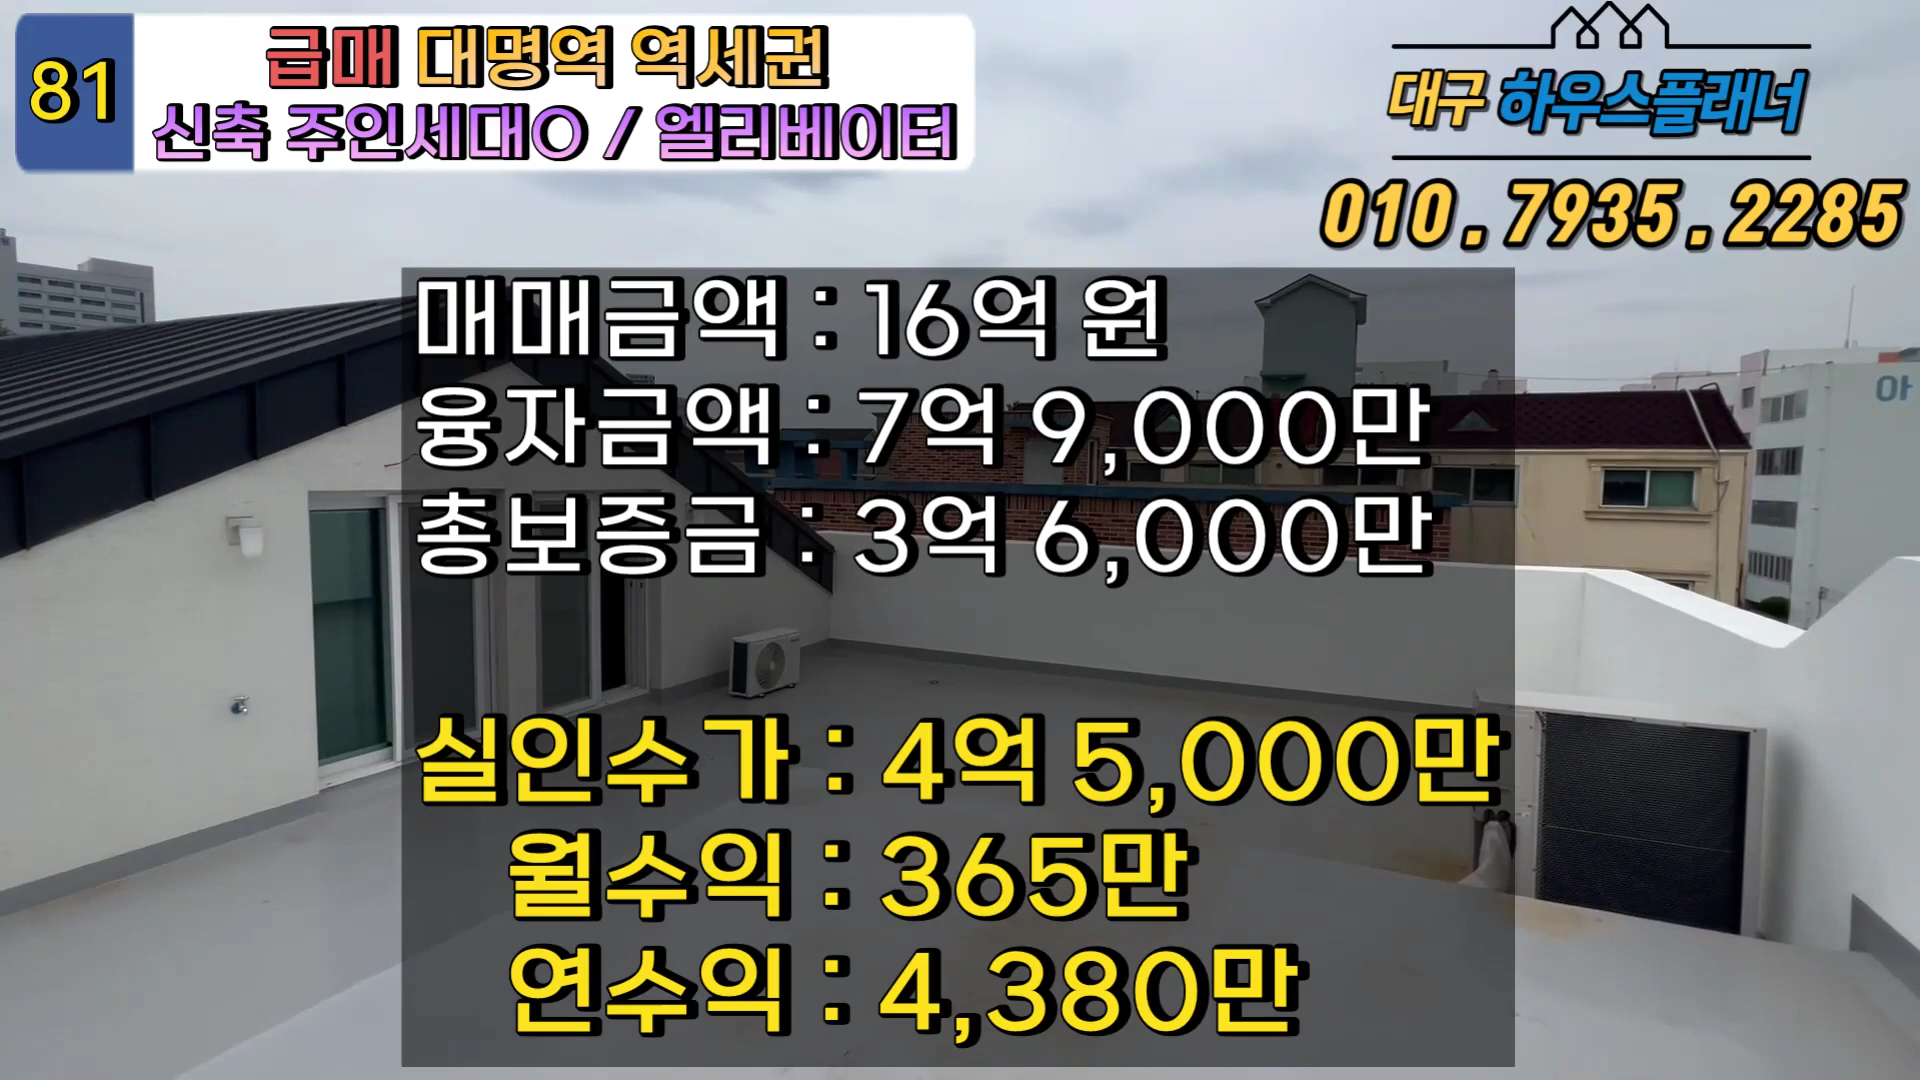 81
급매 대명역 역세권
신축 주인세대O / 엘리베이터
대구 하우스플래너
010.7935.2285
매매금액 : 16억 원
융자금액 : 7억 9,000만
총보증금 : 3억 6,000만
아
실인수가 : 4억 5,000만
월수익 : 365만
연수익 : 4,380만